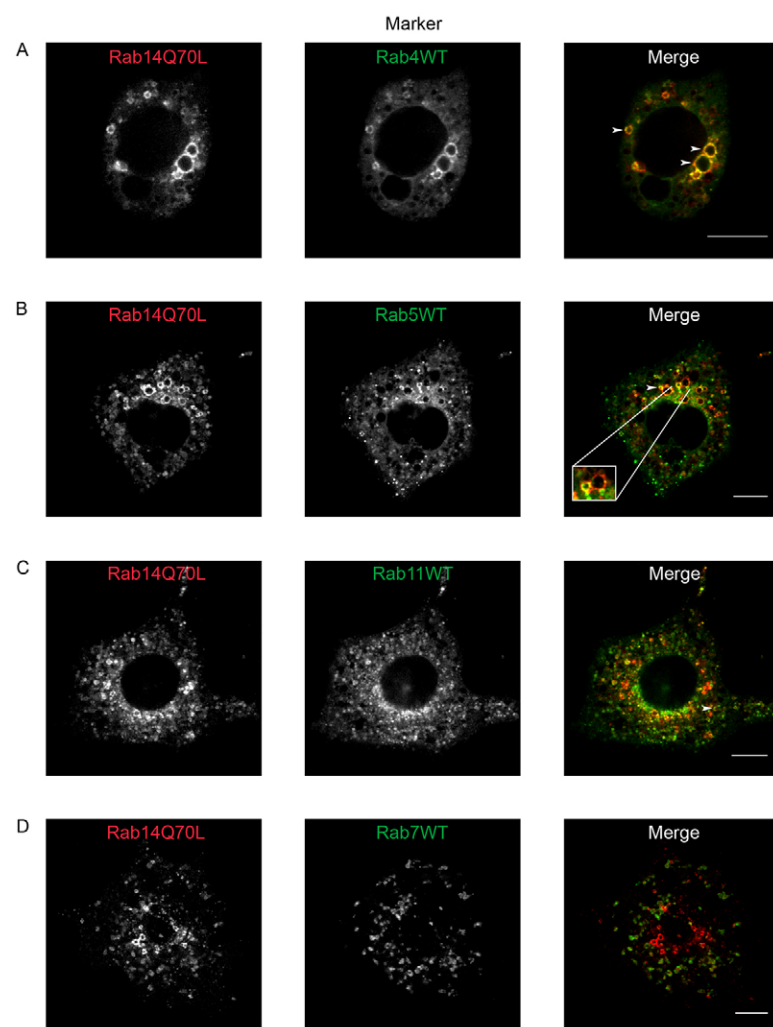 Marker
A
Rab14Q70L
Rab4WT
Merge
B
Rab14Q70L
Rab5WT
Merge
C
Rab14Q70L
Rab11WT
Merge
D
Rab14Q70L
Rab7WT
Merge